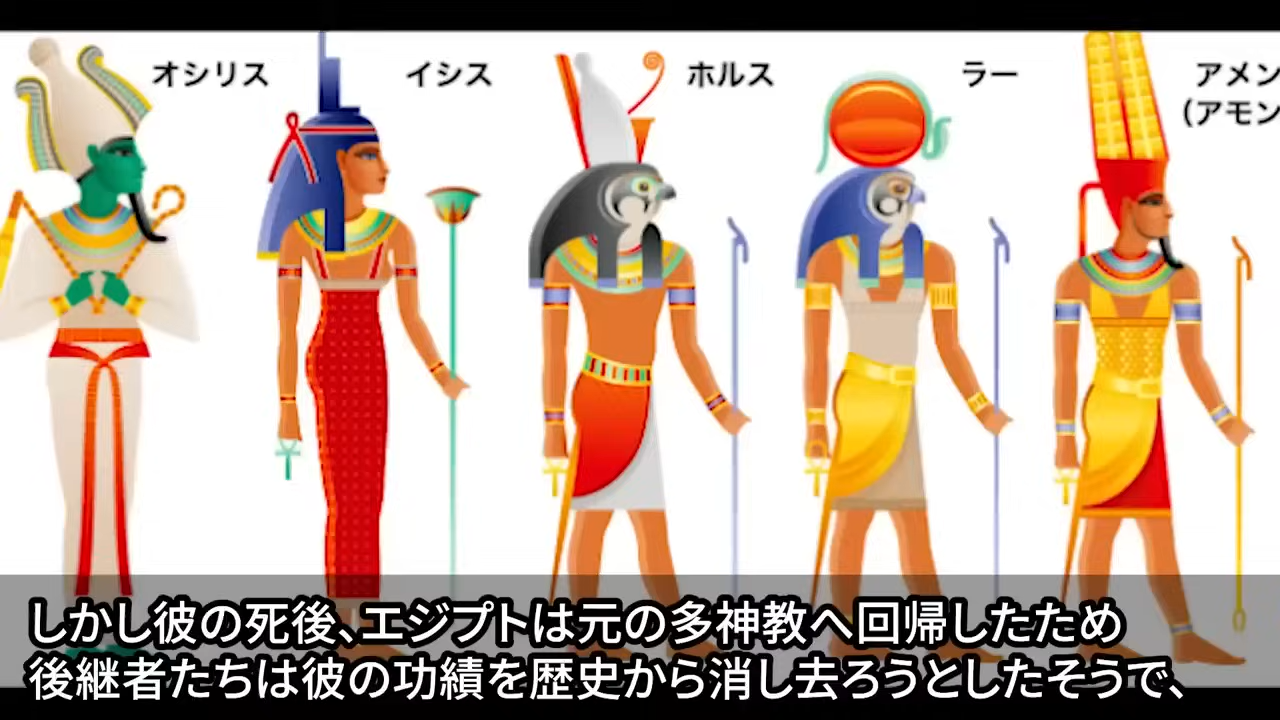 オシリス
イシス
ホルス
ラー
アメン
(アモン
しかし彼の死後、エジプトは元の多神教へ回帰したため
後継者たちは彼の功績を歴史から消し去ろうとしたそうで、